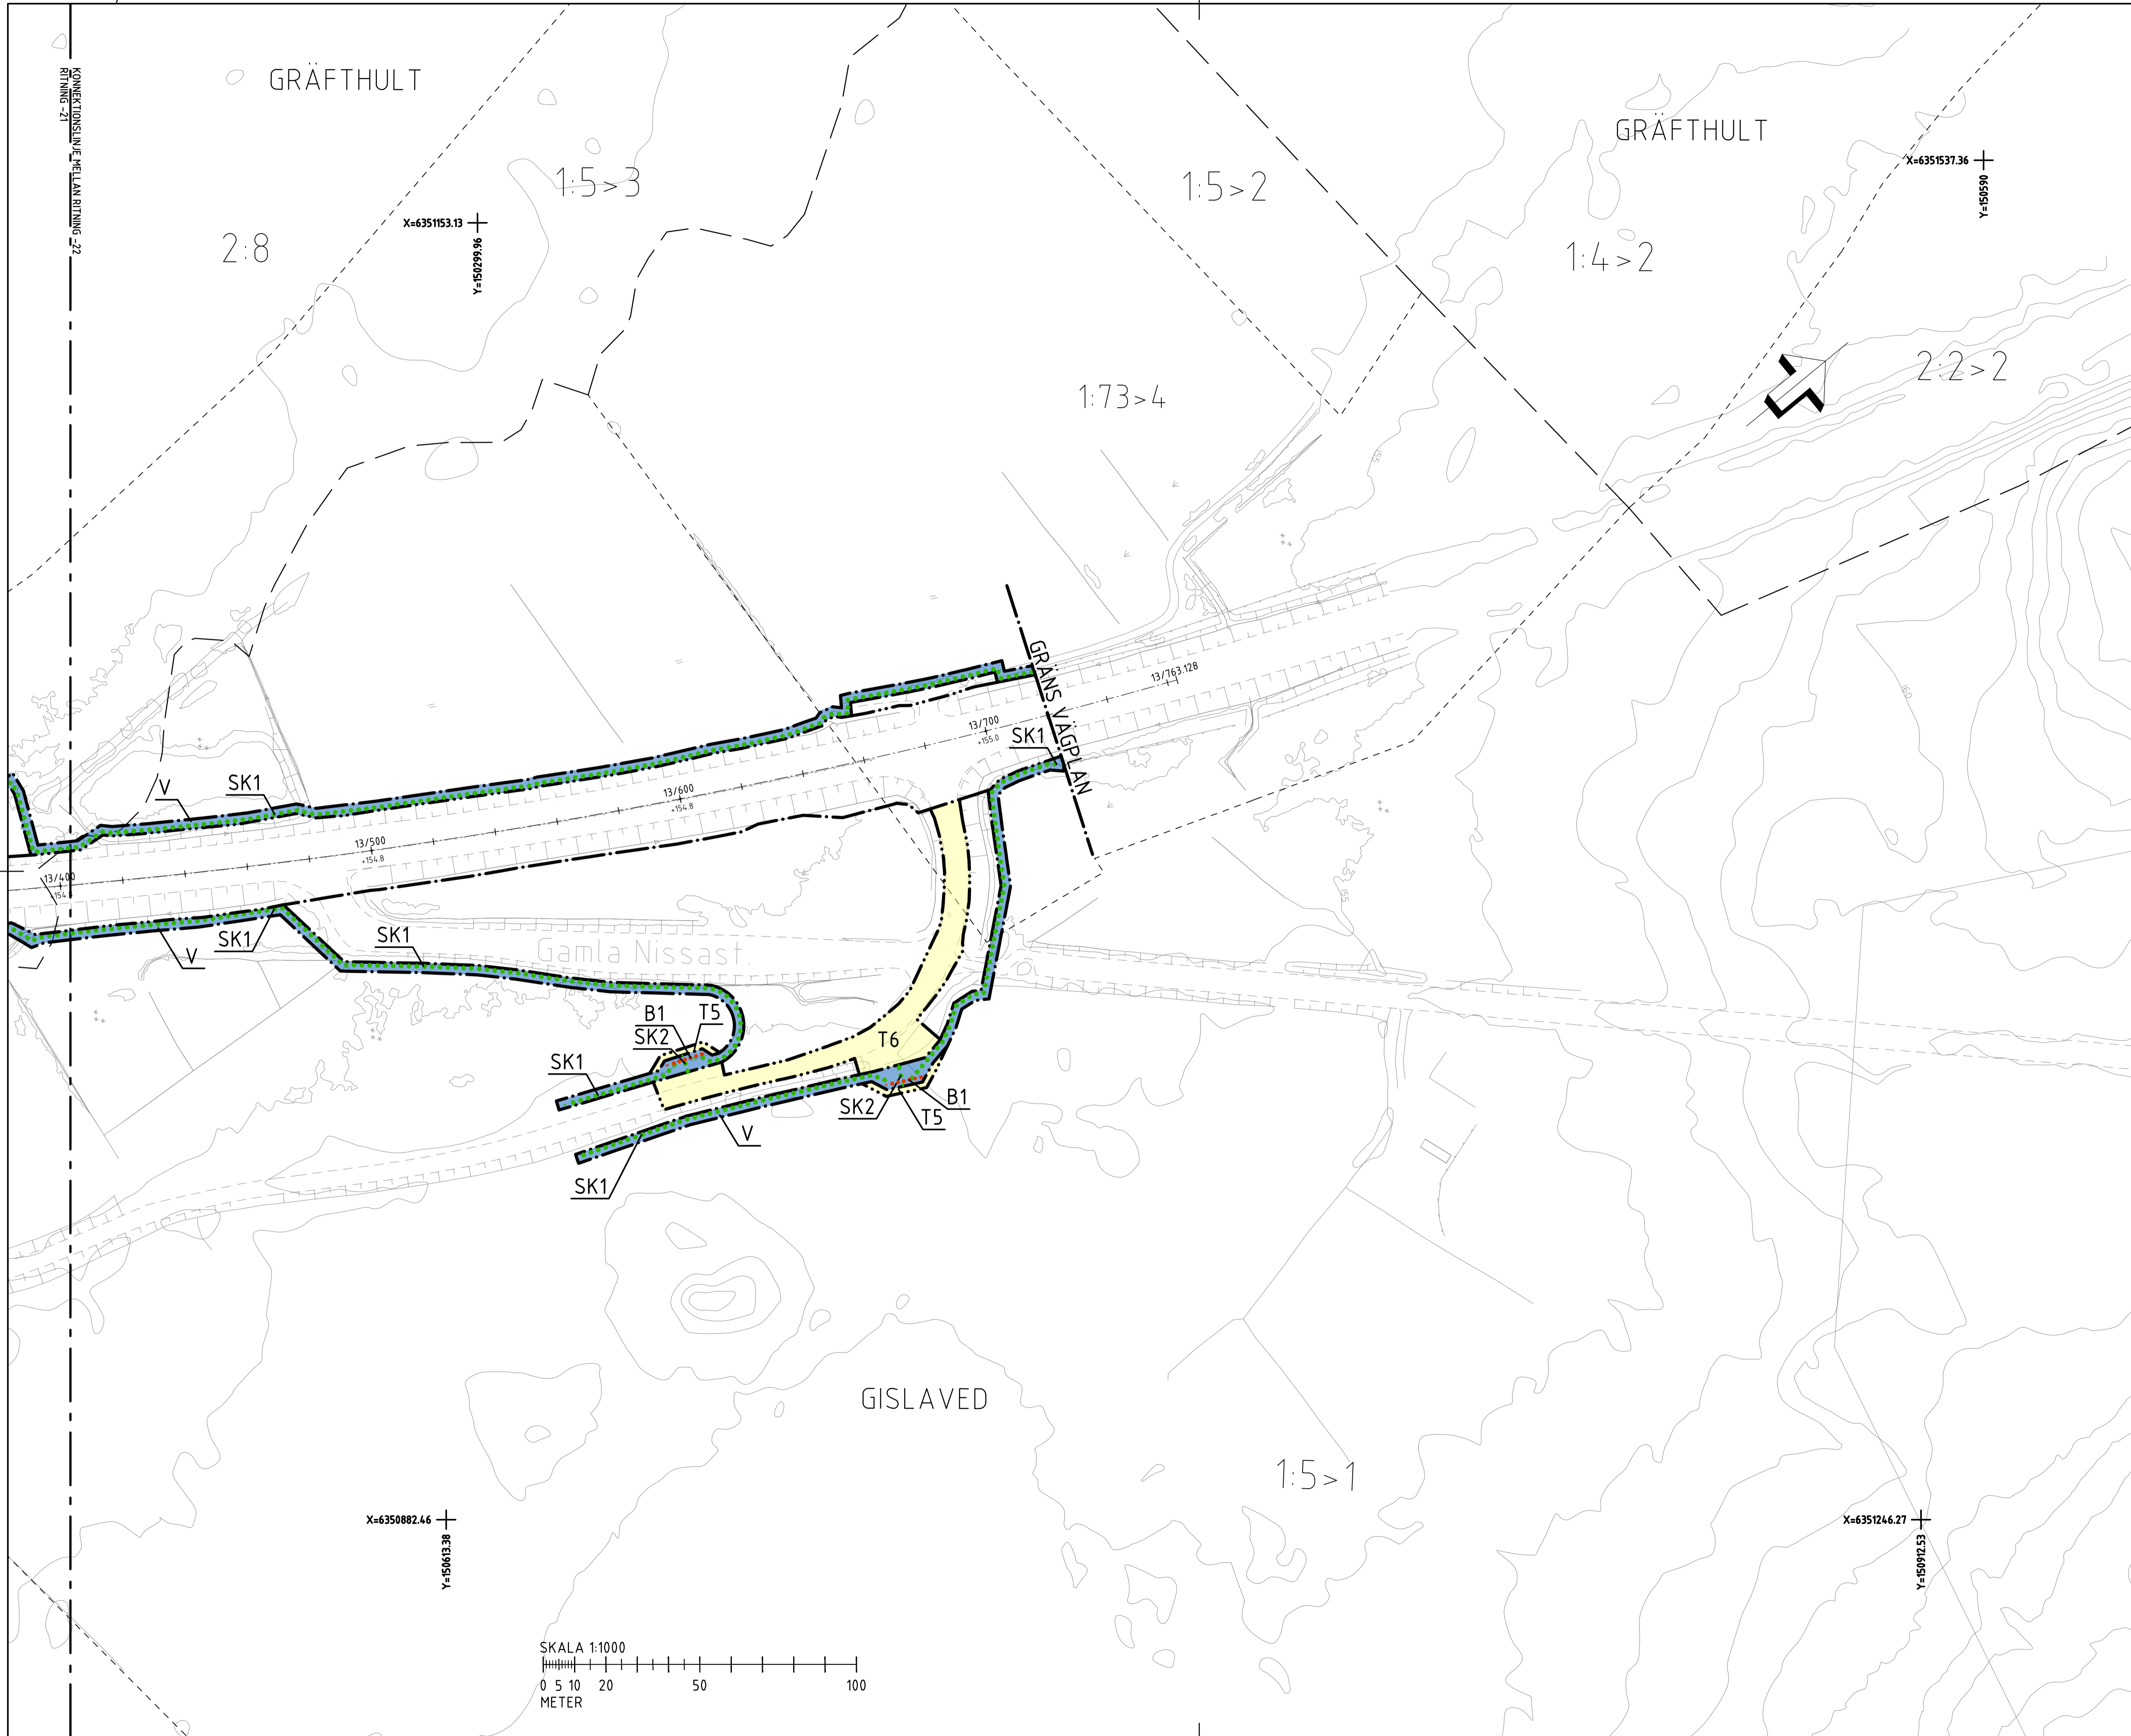 KONNEKTIONSLINJE MELLAN RITNING -22
RITNING -21
GRÄFTHULT
GRÄFTHULT
X=6351537.36
Y=150590
1:5>3
1:5>2
X=6351153.13
Y=150299.96
2:8
1:4>2
2:2>2
1:73>4
155
GRÄNS VÄGPLAN
13/763.128
160
13/700
+155.0
SK1
V
SK1
13/600
+154.8
13/500
+154.8
13/400
155
SK1
V
SK1
Gamla Nissast.
B1
T5
SK2
T6
SK1
SK2
B1
T5
V
SK1
GISLAVED
1:5>1
X=6350882.46
Y=150613.38
X=6351246.27
Y=150912.53
SKALA 1:1000
0 5 10 20 50 100
METER